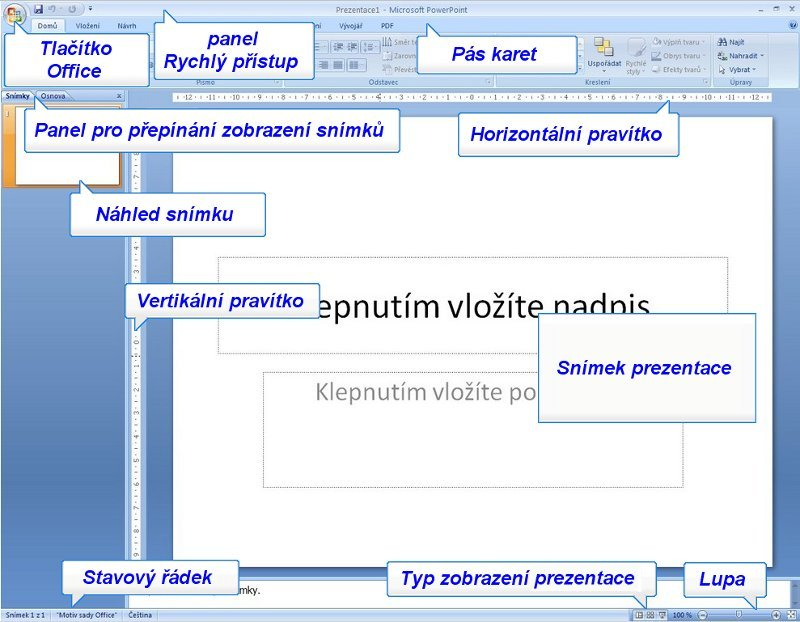 Prezentace1 - Microsoft PowerPoint
Domů Vložení Návrh Vývojář PDF
Tlačítko
Office
panel
Rychlý přístup
Pás karet
Uspořádat Rychlé
styly
Výplň tvaru
Obrys tvaru
Efekty tvarů
Najít
Nahradit
Vybrat
Písmo Odstavec Kreslení Úpravy
Snímky Osnova
Panel pro přepínání zobrazení snímků
Horizontální pravítko
Náhled snímku
Vertikální pravítko
epnutím vložíte nadpis
Snímek prezentace
Klepnutím vložíte po
Stavový řádek
mky.
Typ zobrazení prezentace
Lupa
Snímek 1 z 1 "Motiv sady Office" Čeština 100 %